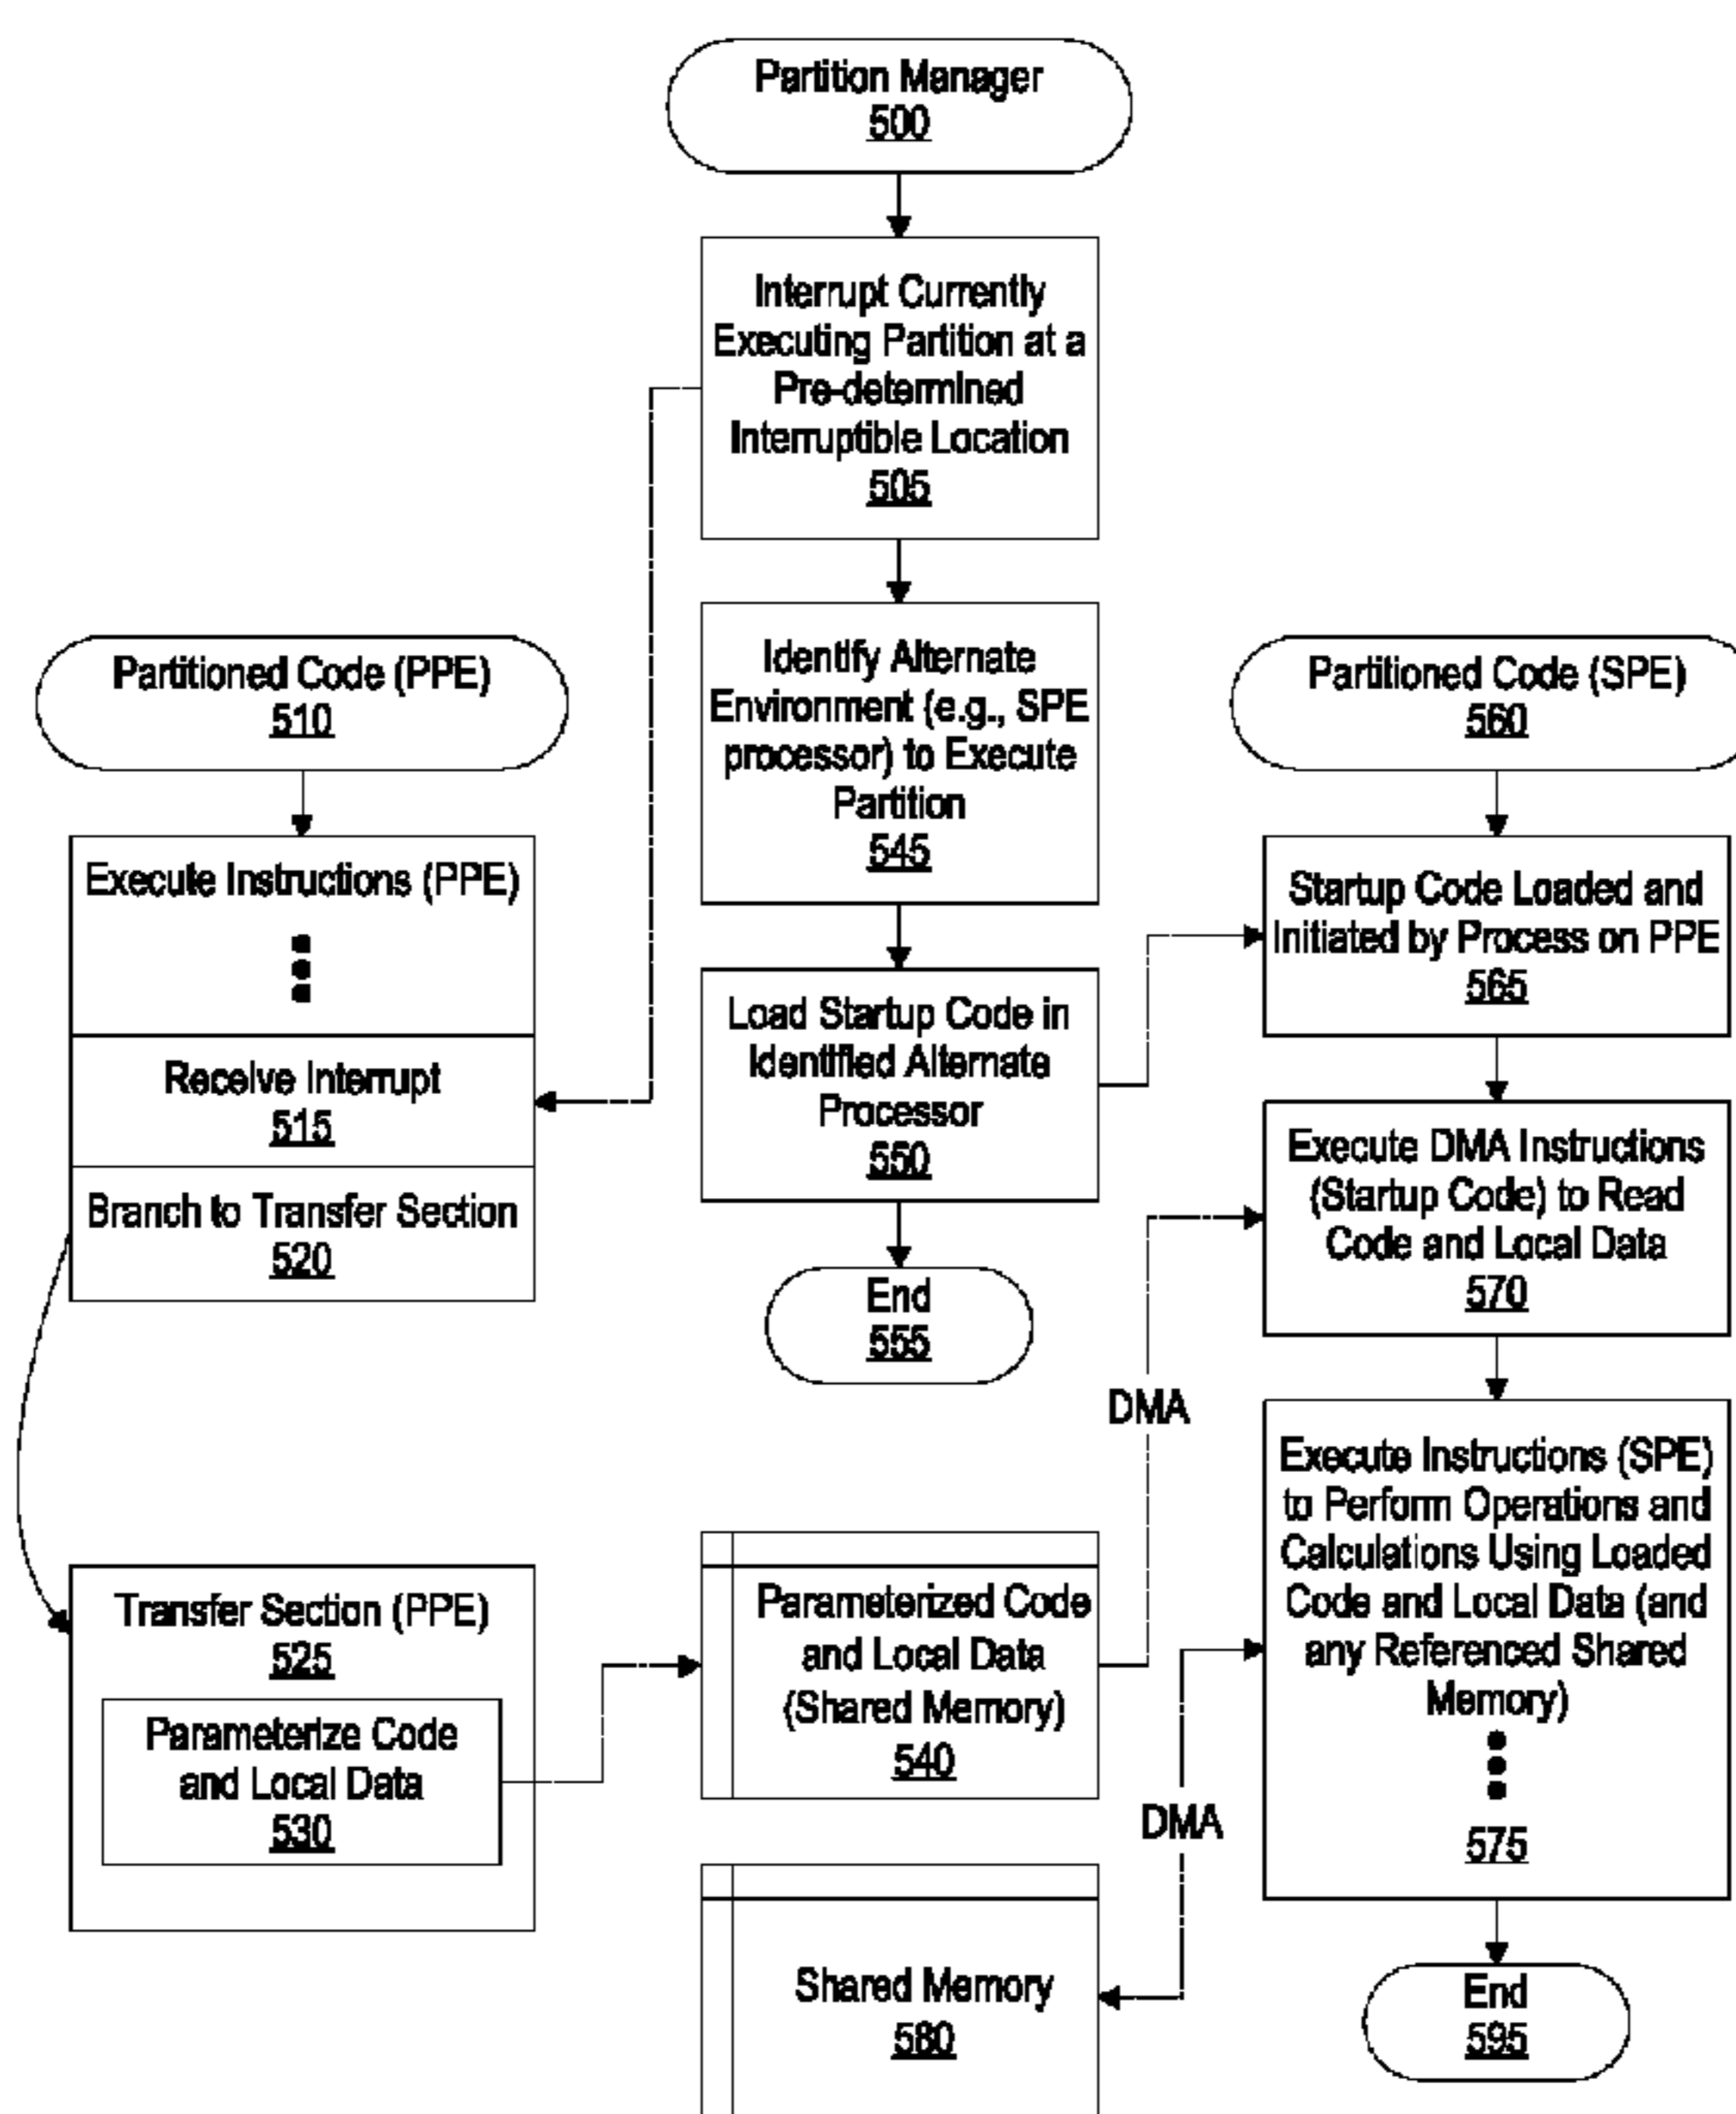 Partition Manager
500
Interrupt Currently
Executing Partition at a
Pre-determined
Interruptible Location
505
Identify Alternate
Environment (e.g., SPE
processor) to Execute
Partition
545
Load Startup Code in
Identified Alternate
Processor
550
End
555
Partitioned Code (PPE)
510
Execute Instructions (PPE)
Receive Interrupt
515
Branch to Transfer Section
520
Transfer Section (PPE)
525
Parameterize Code
and Local Data
530
Parameterized Code
and Local Data
(Shared Memory)
540
Shared Memory
580
DMA
DMA
Partitioned Code (SPE)
560
Startup Code Loaded and
Initiated by Process on PPE
565
Execute DMA Instructions
(Startup Code) to Read
Code and Local Data
570
Execute Instructions (SPE)
to Perform Operations and
Calculations Using Loaded
Code and Local Data (and
any Referenced Shared
Memory)
575
End
595